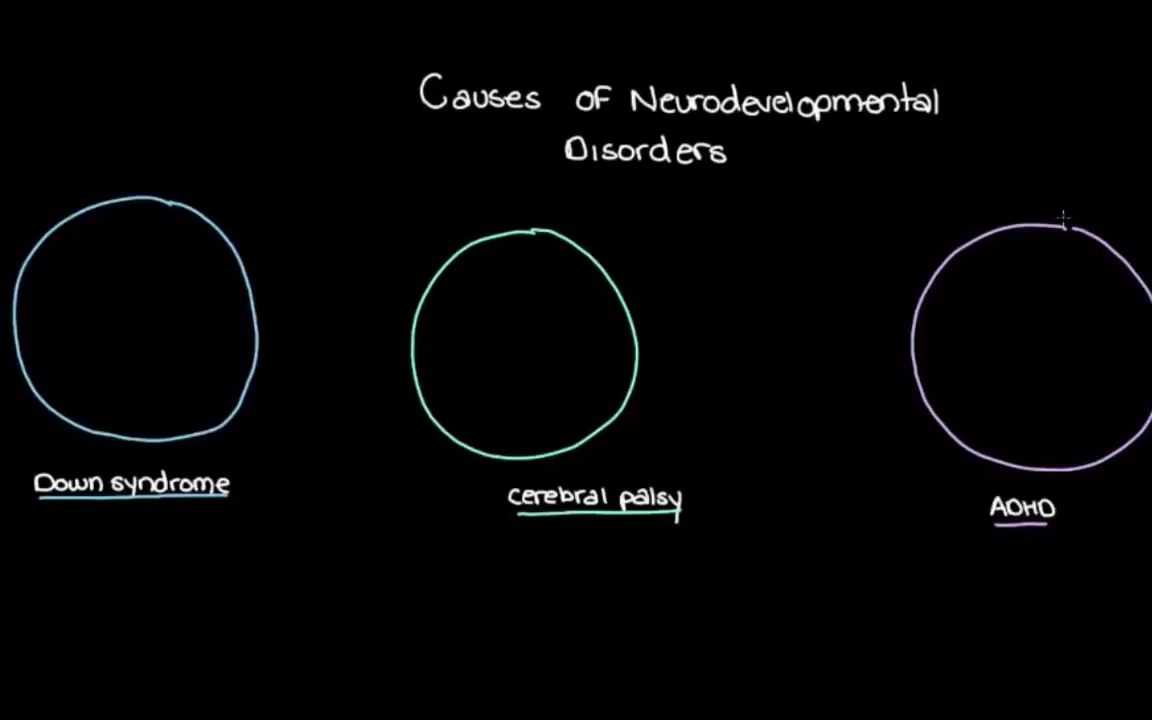 Causes of Neurodevelopmental
Disorders
Down syndrome
cerebral palsy
ADHD